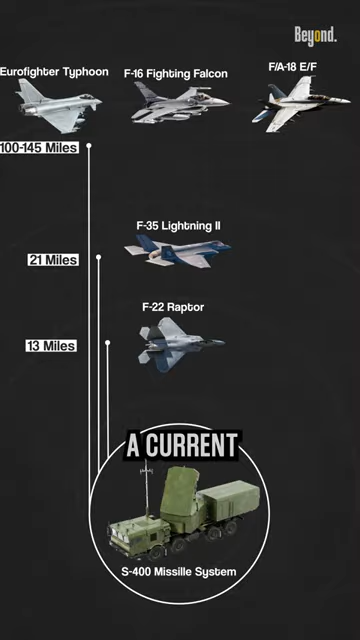 Beyond.
Eurofighter Typhoon
F-16 Fighting Falcon
F/A-18 E/F
100-145 Miles
F-35 Lightning II
21 Miles
F-22 Raptor
13 Miles
A CURRENT
S-400 Missille System